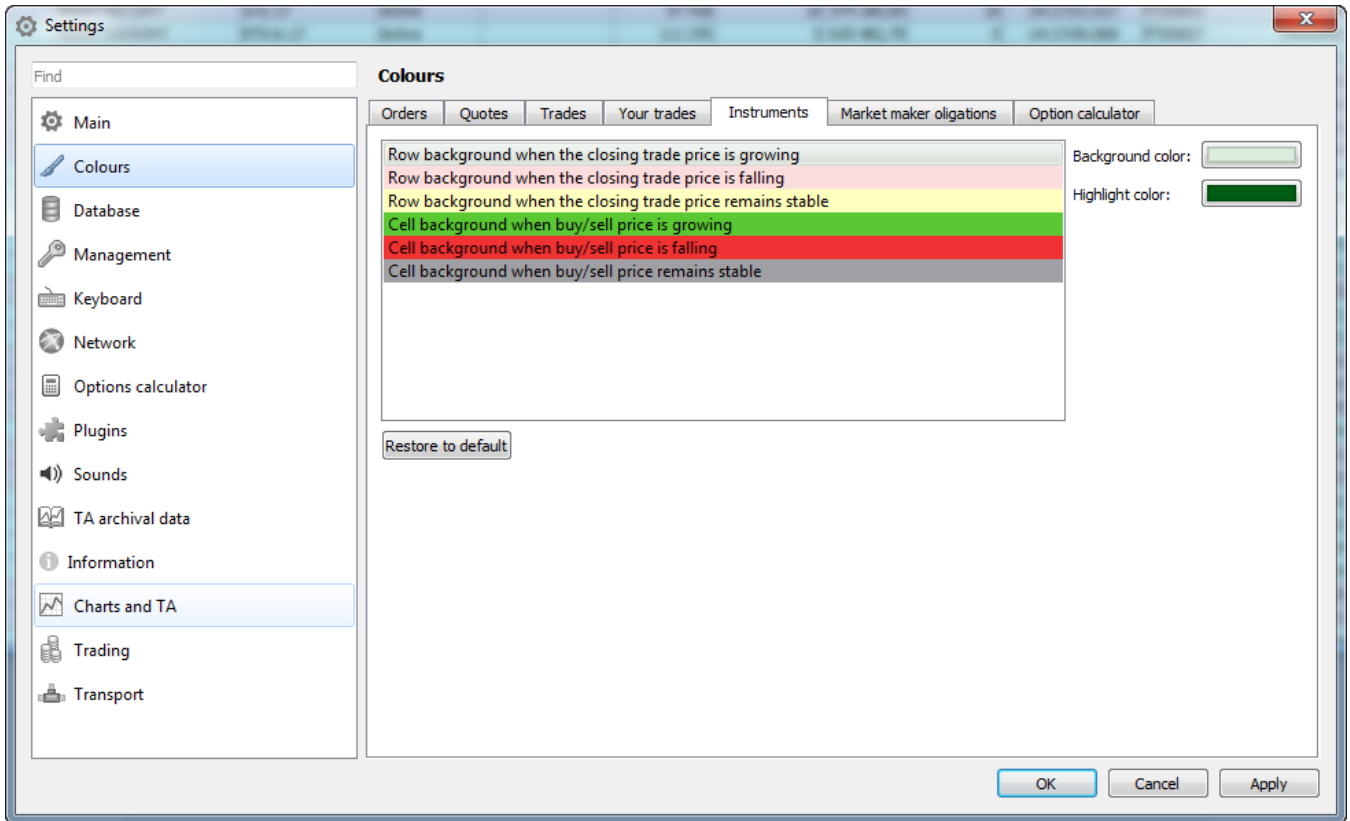 Settings
Find
Main
Colours
Database
Management
Keyboard
Network
Options calculator
Plugins
Sounds
TA archival data
Information
Charts and TA
Trading
Transport
Colours
Orders Quotes Trades Your trades Instruments Market maker oligations Option calculator
Row background when the closing trade price is growing
Row background when the closing trade price is falling
Row background when the closing trade price remains stable
Cell background when buy/sell price is growing
Cell background when buy/sell price is falling
Cell background when buy/sell price remains stable
Background color:
Highlight color:
Restore to default
OK Cancel Apply